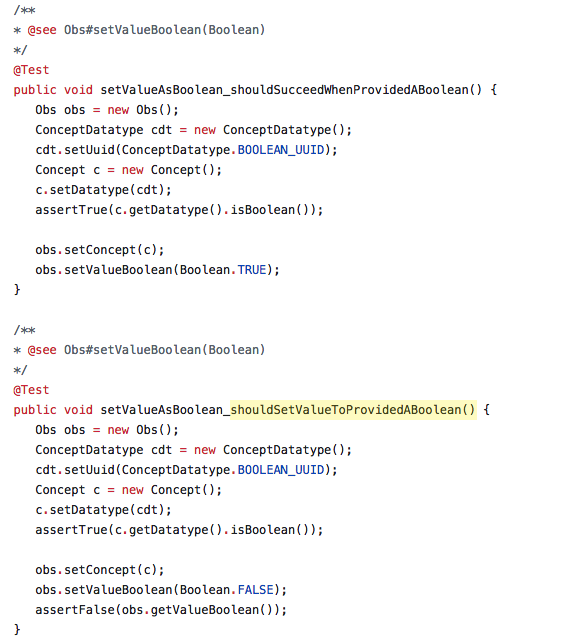 /**
* @see Obs#setValueBoolean(Boolean)
*/
@Test
public void setValueAsBoolean_shouldSucceedWhenProvidedABoolean() {
   Obs obs = new Obs();
   ConceptDatatype cdt = new ConceptDatatype();
   cdt.setUuid(ConceptDatatype.BOOLEAN_UUID);
   Concept c = new Concept();
   c.setDatatype(cdt);
   assertTrue(c.getDatatype().isBoolean());

   obs.setConcept(c);
   obs.setValueBoolean(Boolean.TRUE);
}

/**
* @see Obs#setValueBoolean(Boolean)
*/
@Test
public void setValueAsBoolean_shouldSetValueToProvidedABoolean() {
   Obs obs = new Obs();
   ConceptDatatype cdt = new ConceptDatatype();
   cdt.setUuid(ConceptDatatype.BOOLEAN_UUID);
   Concept c = new Concept();
   c.setDatatype(cdt);
   assertTrue(c.getDatatype().isBoolean());

   obs.setConcept(c);
   obs.setValueBoolean(Boolean.FALSE);
   assertFalse(obs.getValueBoolean());
}